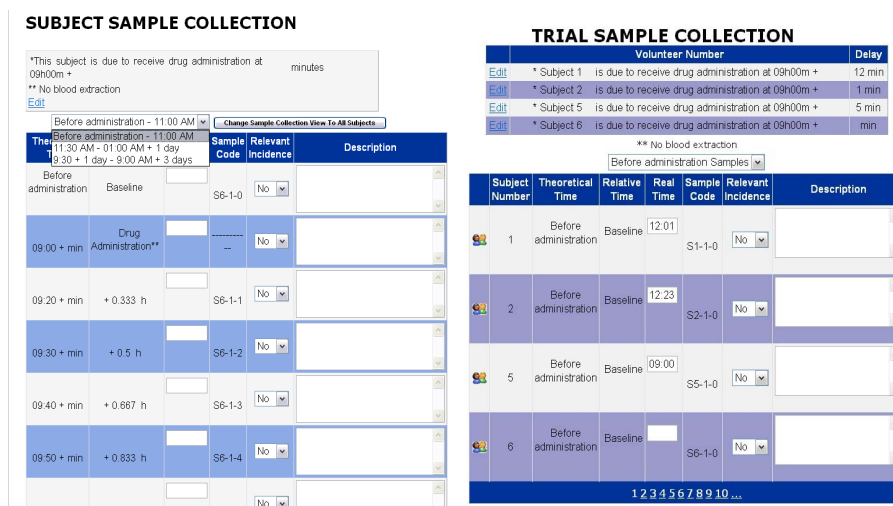 SUBJECT SAMPLE COLLECTION
*This subject is due to receive drug administration at 09h00m + minutes
** No blood extraction
Edit
Before administration - 11:00 AM
Change Sample Collection View To All Subjects
Before administration - 11:00 AM
11:30 AM - 01:00 AM + 1 day
9:30 + 1 day - 9:00 AM + 3 days
Sample Code Relevant Incidence Description
Before administration Baseline S6-1-0 No
09:00 + min Drug Administration** ----------- No
09:20 + min + 0.333 h S6-1-1 No
09:30 + min + 0.5 h S6-1-2 No
09:40 + min + 0.667 h S6-1-3 No
09:50 + min + 0.833 h S6-1-4 No
No
TRIAL SAMPLE COLLECTION
Volunteer Number Delay
Edit * Subject 1 is due to receive drug administration at 09h00m + 12 min
Edit * Subject 2 is due to receive drug administration at 09h00m + 1 min
Edit * Subject 5 is due to receive drug administration at 09h00m + 5 min
Edit * Subject 6 is due to receive drug administration at 09h00m + min
** No blood extraction
Before administration Samples
Subject Number Theoretical Time Relative Time Real Time Sample Code Relevant Incidence Description
1 Before administration Baseline 12:01 S1-1-0 No
2 Before administration Baseline 12:23 S2-1-0 No
5 Before administration Baseline 09:00 S5-1-0 No
6 Before administration Baseline S6-1-0 No
1 2 3 4 5 6 7 8 9 10 ...